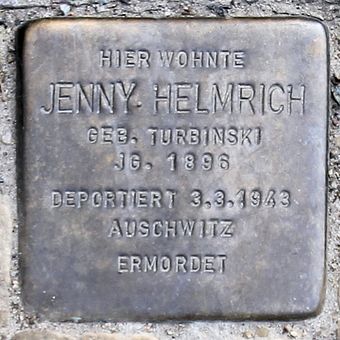 HIER WOHNTE
JENNY HELMRICH
GEB. TURBINSKI
JG. 1896
DEPORTIERT 3.3.1943
AUSCHWITZ
ERMORDET